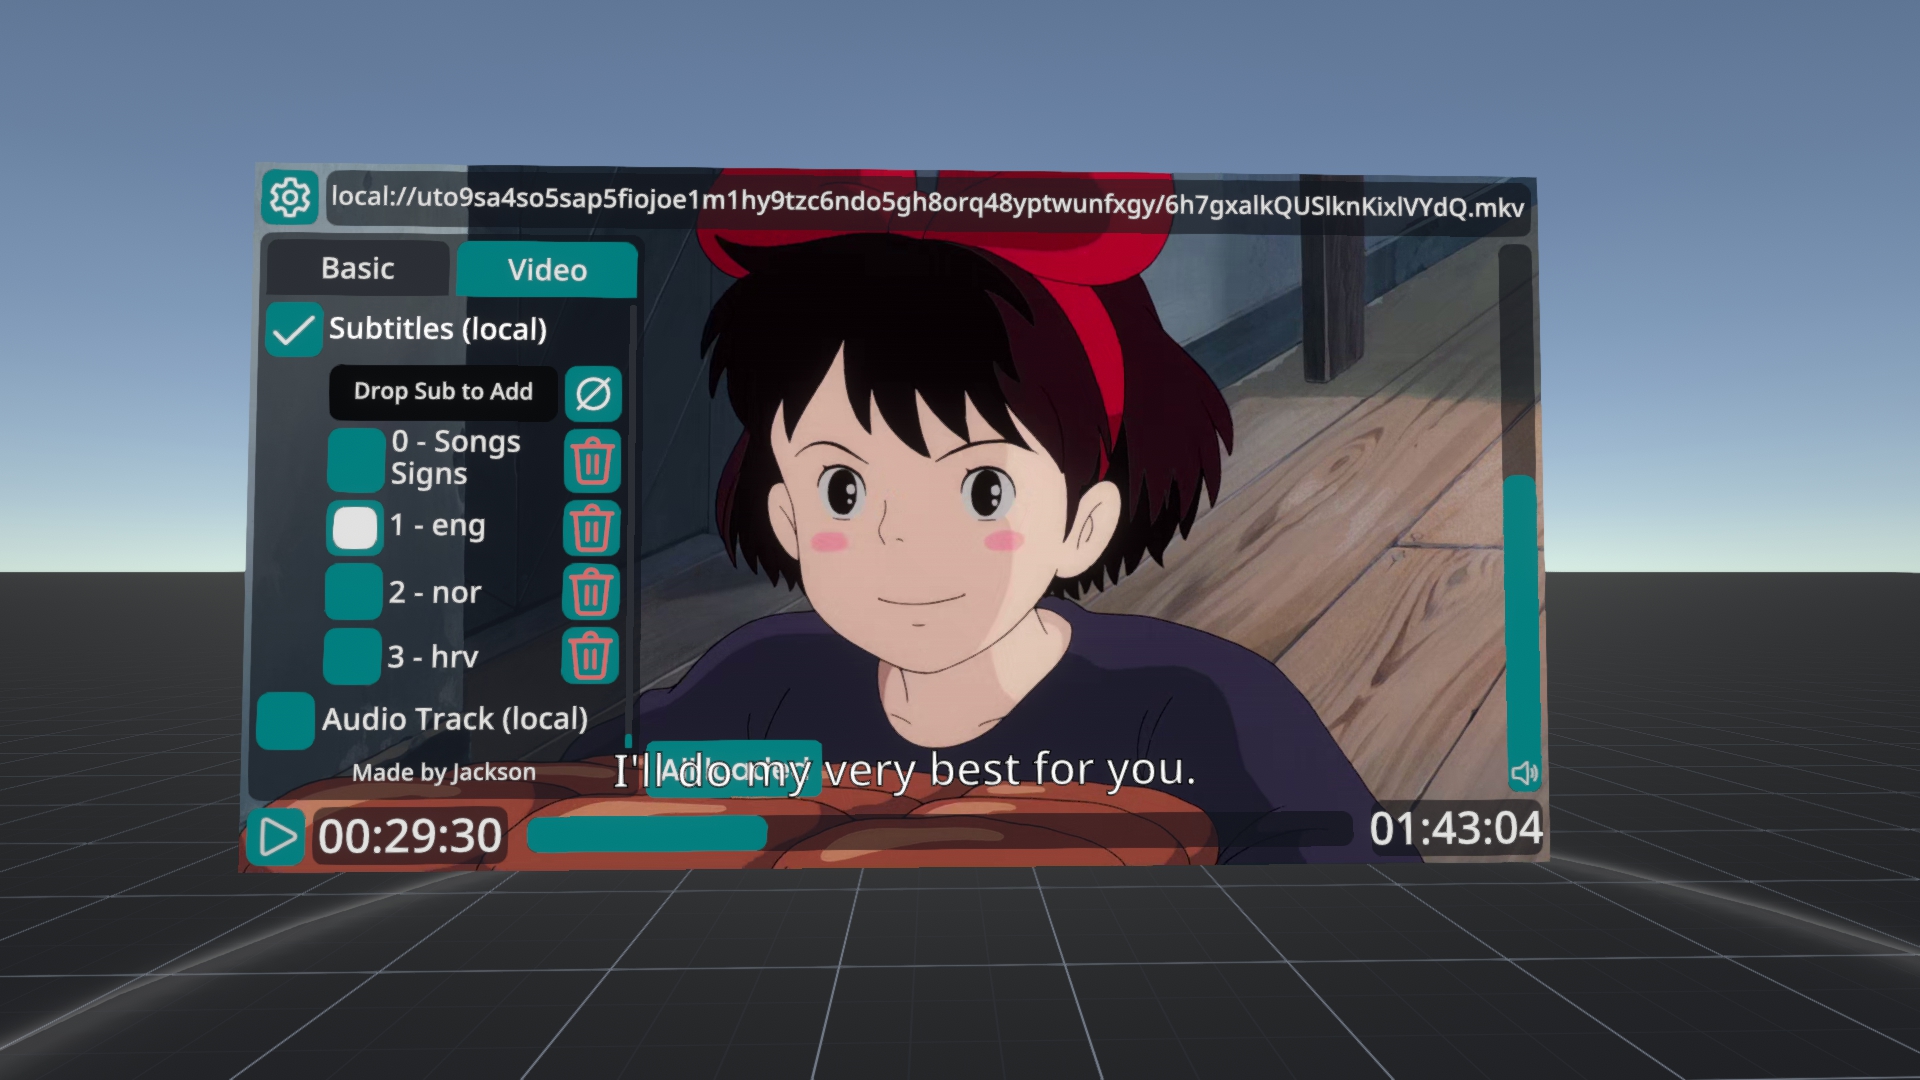 local://uto9sa4so5sap5fiojoe1m1hy9tzc6ndo5gh8orq48yptwunfxgy/6h7gxalkQUSlknKixlVYdQ.mkv
Basic
Video
Subtitles (local)
Drop Sub to Add
0 - Songs
Signs
1 - eng
2 - nor
3 - hrv
Audio Track (local)
Made by Jackson
I'll do my very best for you.
00:29:30
01:43:04